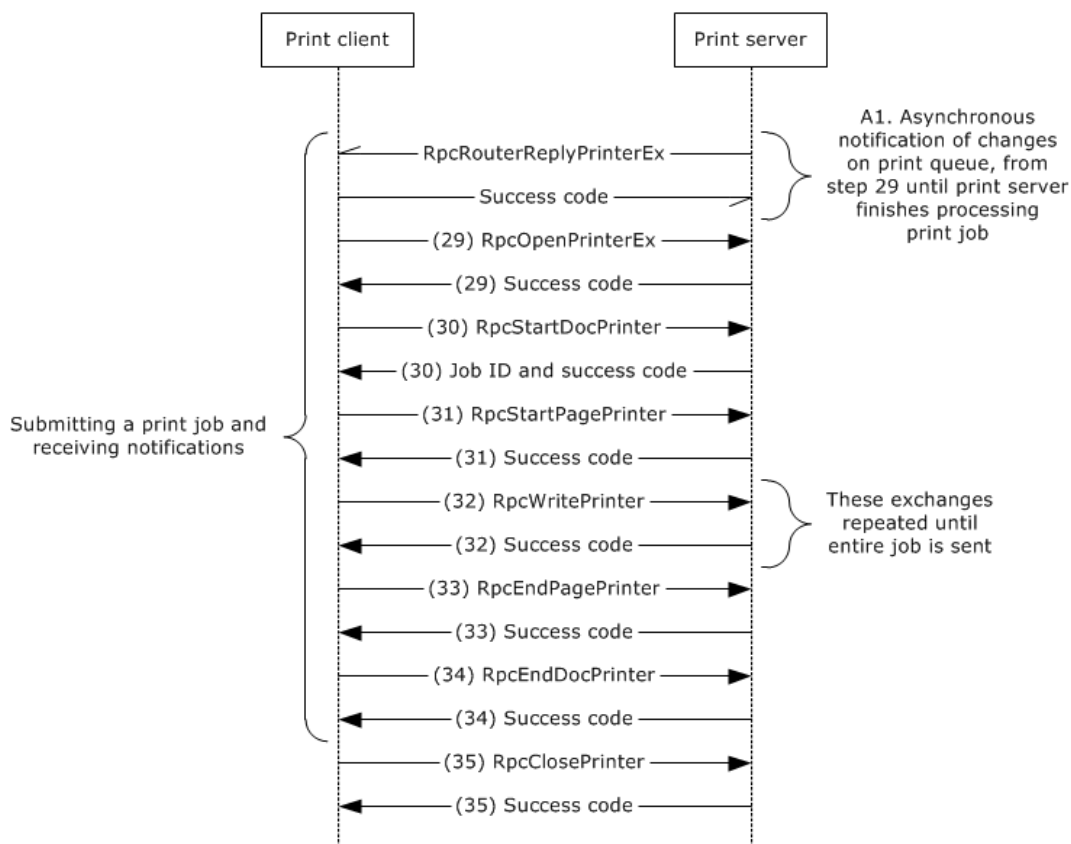 Print client
Print server
A1. Asynchronous
notification of changes
on print queue, from
step 29 until print server
finishes processing
print job
RpcRouterReplyPrinterEx
Success code
(29) RpcOpenPrinterEx
(29) Success code
(30) RpcStartDocPrinter
(30) Job ID and success code
(31) RpcStartPagePrinter
Submitting a print job and
receiving notifications
(31) Success code
(32) RpcWritePrinter
These exchanges
repeated until
entire job is sent
(32) Success code
(33) RpcEndPagePrinter
(33) Success code
(34) RpcEndDocPrinter
(34) Success code
(35) RpcClosePrinter
(35) Success code